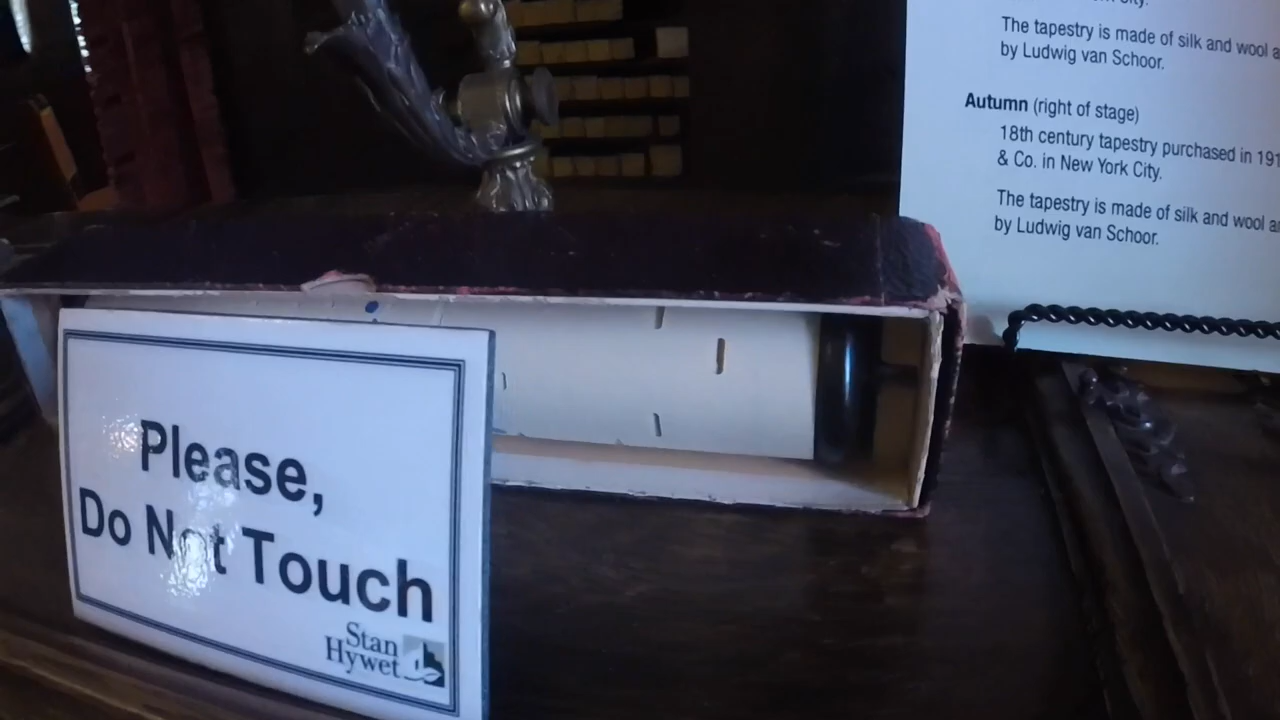 Please,
Do Not Touch
Stan
Hywet
City.
The tapestry is made of silk and wool
by Ludwig van Schoor.
Autumn (right of stage)
18th century tapestry purchased in
& Co. in New York City.
The tapestry is made of silk and wool
by Ludwig van Schoor.